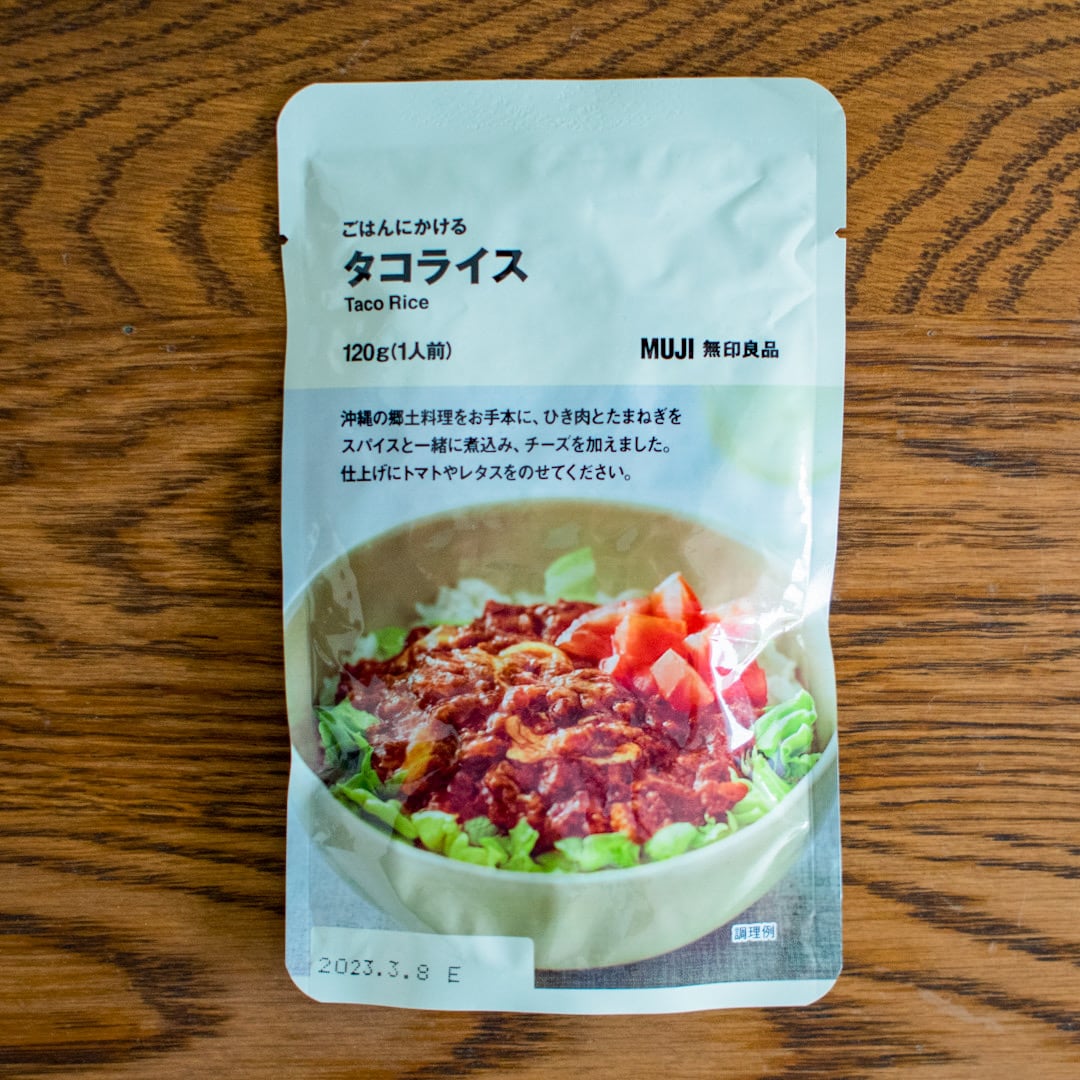 ごはんにかける
タコライス
Taco Rice
120g(1人前)
MUJI 無印良品
沖縄の郷土料理をお手本に、ひき肉とたまねぎを
スパイスと一緒に煮込み、チーズを加えました。
仕上げにトマトやレタスをのせてください。
調理例
2023.3.8 E